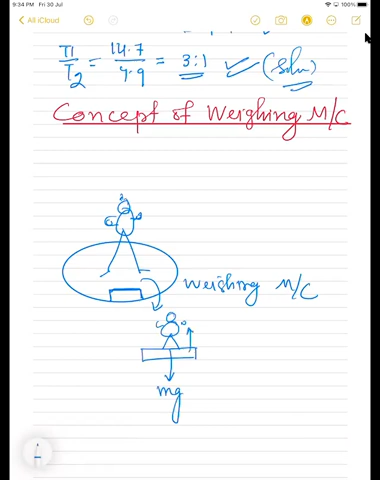 9:34 PM Fri 30 Jul
100%
All iCloud
T1/T2 = 14.7/4.9 = 3:1 ✓ (Soln)
Concept of Weighing M/C
Weighing M/C
mg